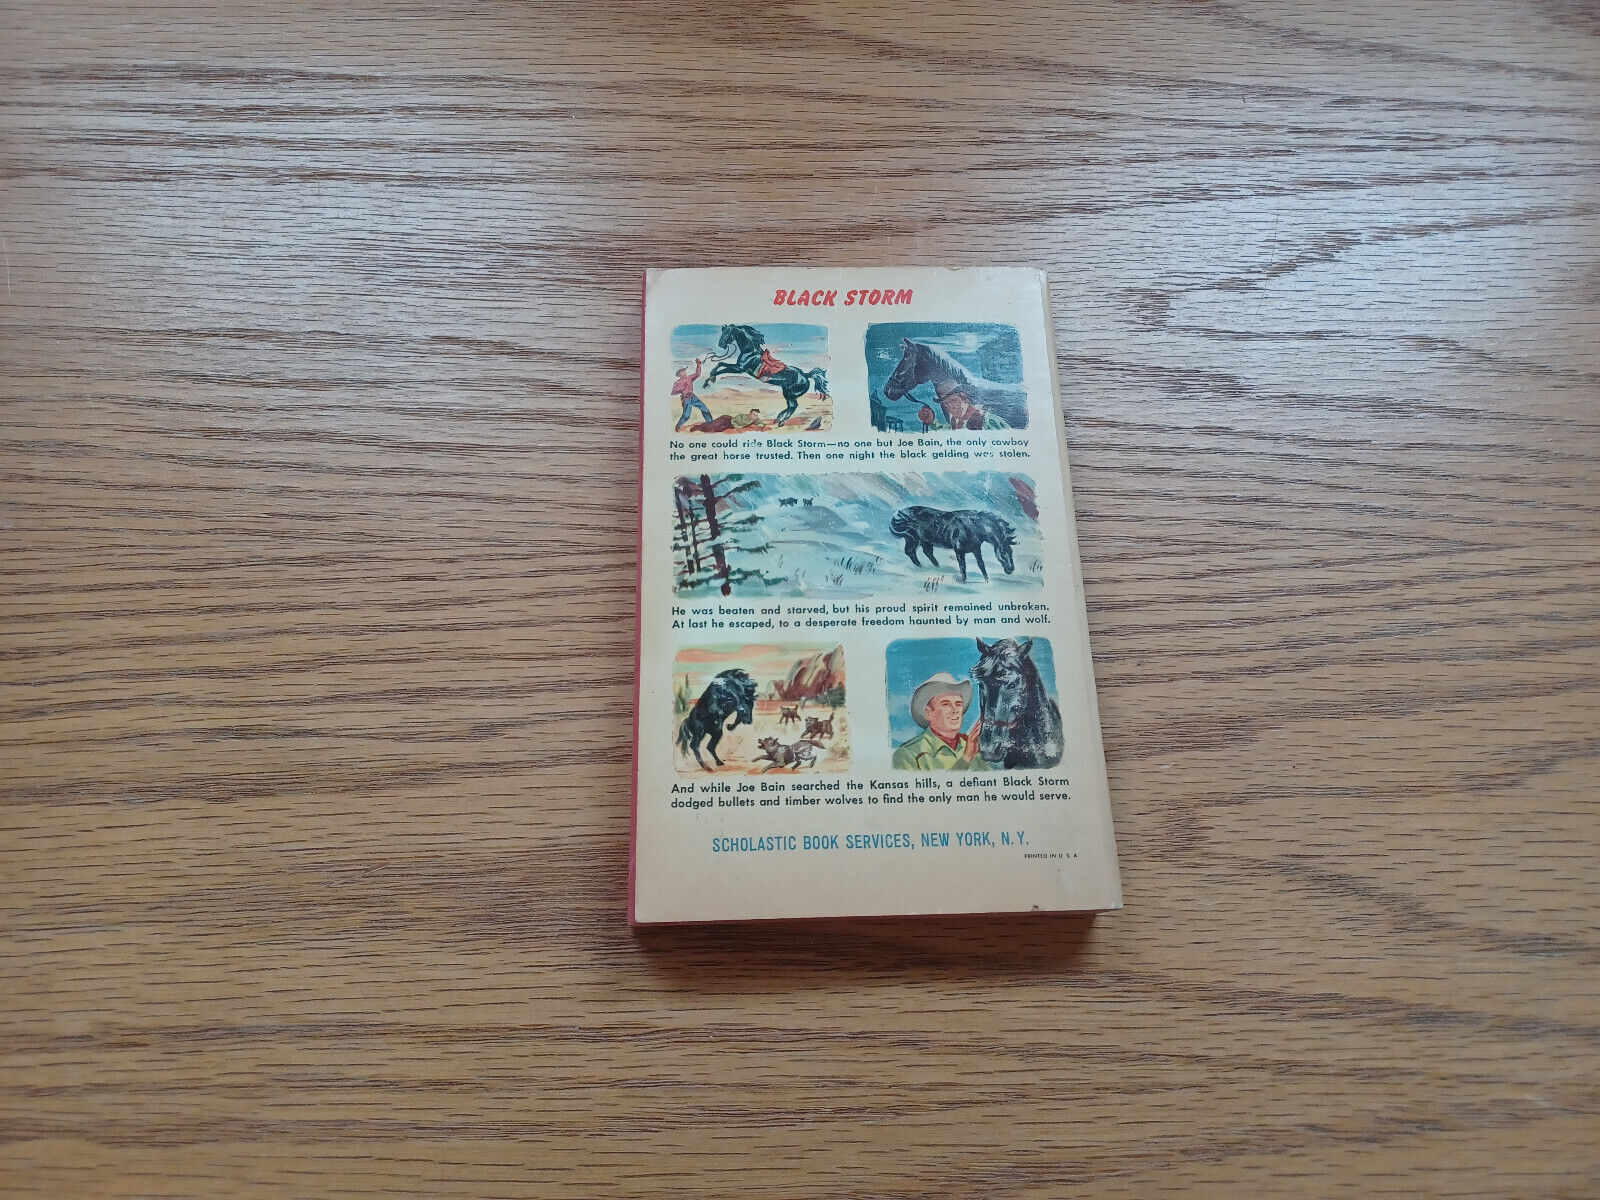 BLACK STORM
No one could ride Black Storm—no one but Joe Bain, the only cowboy
the great horse trusted. Then one night the black gelding was stolen.
He was beaten and starved, but his proud spirit remained unbroken.
At last he escaped, to a desperate freedom haunted by man and wolf.
And while Joe Bain searched the Kansas hills, a defiant Black Storm
dodged bullets and timber wolves to find the only man he would serve.
SCHOLASTIC BOOK SERVICES, NEW YORK, N.Y.
PRINTED IN U S A